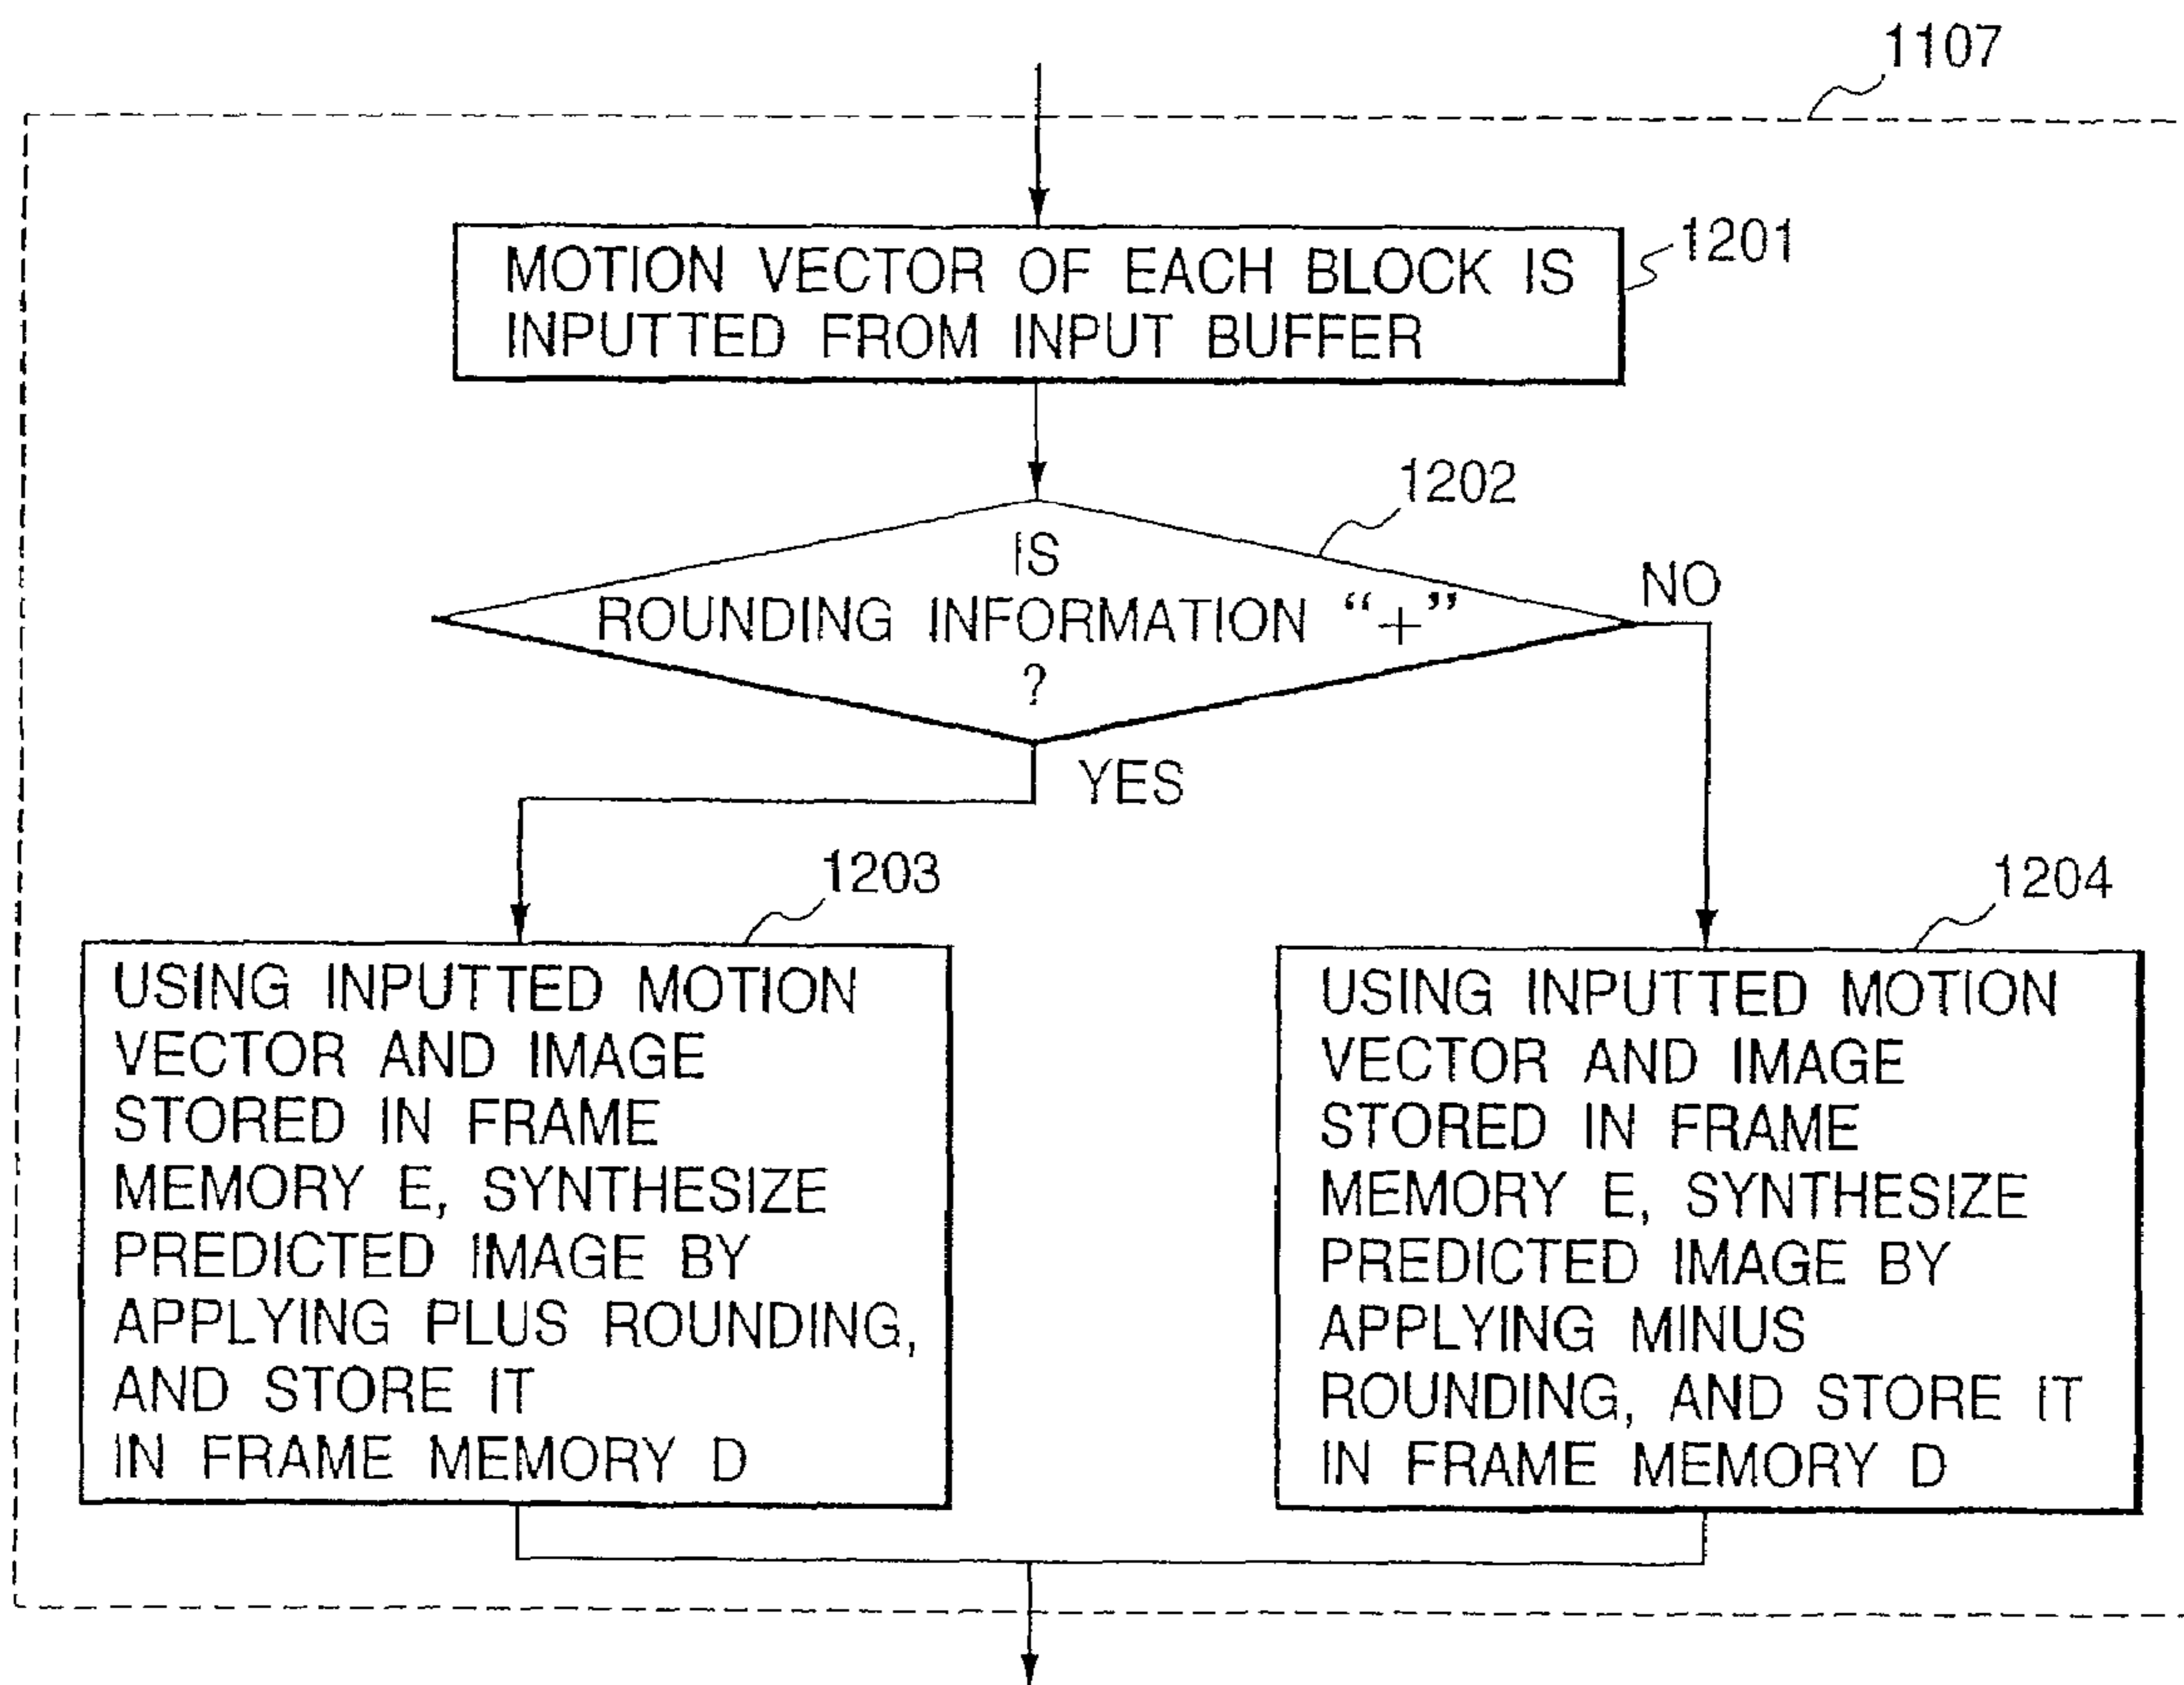 1107
MOTION VECTOR OF EACH BLOCK IS
INPUTTED FROM INPUT BUFFER
1201
1202
IS
ROUNDING INFORMATION “+”
?
NO
YES
1203
USING INPUTTED MOTION
VECTOR AND IMAGE
STORED IN FRAME
MEMORY E, SYNTHESIZE
PREDICTED IMAGE BY
APPLYING PLUS ROUNDING,
AND STORE IT
IN FRAME MEMORY D
1204
USING INPUTTED MOTION
VECTOR AND IMAGE
STORED IN FRAME
MEMORY E, SYNTHESIZE
PREDICTED IMAGE BY
APPLYING MINUS
ROUNDING, AND STORE IT
IN FRAME MEMORY D